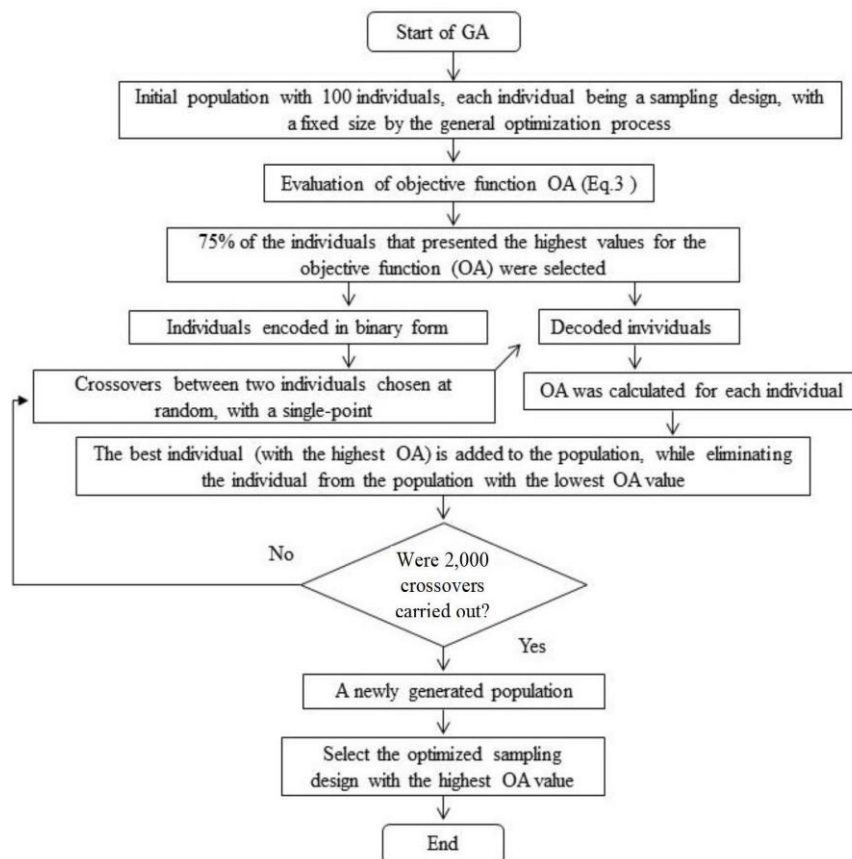 Start of GA
Initial population with 100 individuals, each individual being a sampling design, with
a fixed size by the general optimization process
Evaluation of objective function OA (Eq.3 )
75% of the individuals that presented the highest values for the
objective function (OA) were selected
Individuals encoded in binary form
Decoded invividuals
Crossovers between two individuals chosen at
random, with a single-point
OA was calculated for each individual
The best individual (with the highest OA) is added to the population, while eliminating
the individual from the population with the lowest OA value
No
Were 2,000
crossovers
carried out?
Yes
A newly generated population
Select the optimized sampling
design with the highest OA value
End